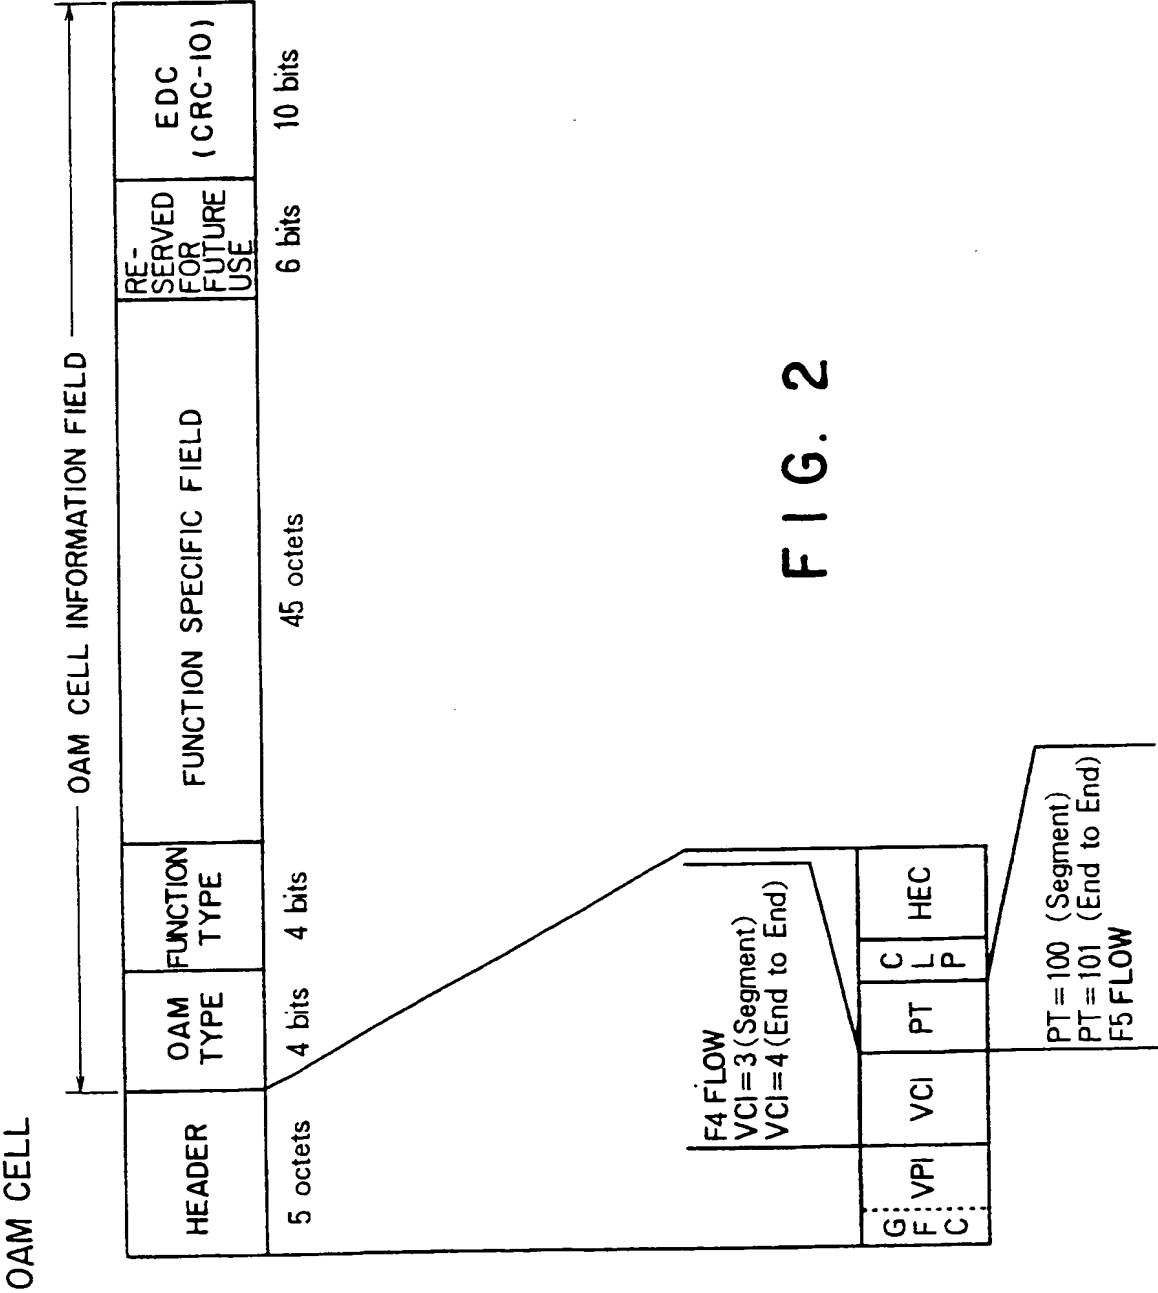 OAM CELL
OAM CELL INFORMATION FIELD
HEADER
OAM
TYPE
FUNCTION
TYPE
FUNCTION SPECIFIC FIELD
RE-
SERVED
FOR
FUTURE
USE
EDC
(CRC-10)
5 octets
4 bits
4 bits
45 octets
6 bits
10 bits
F4 FLOW
VCI=3 (Segment)
VCI=4 (End to End)
G
F
C
VPI
VCI
PT
C
L
P
HEC
PT=100 (Segment)
PT=101 (End to End)
F5 FLOW
FIG. 2